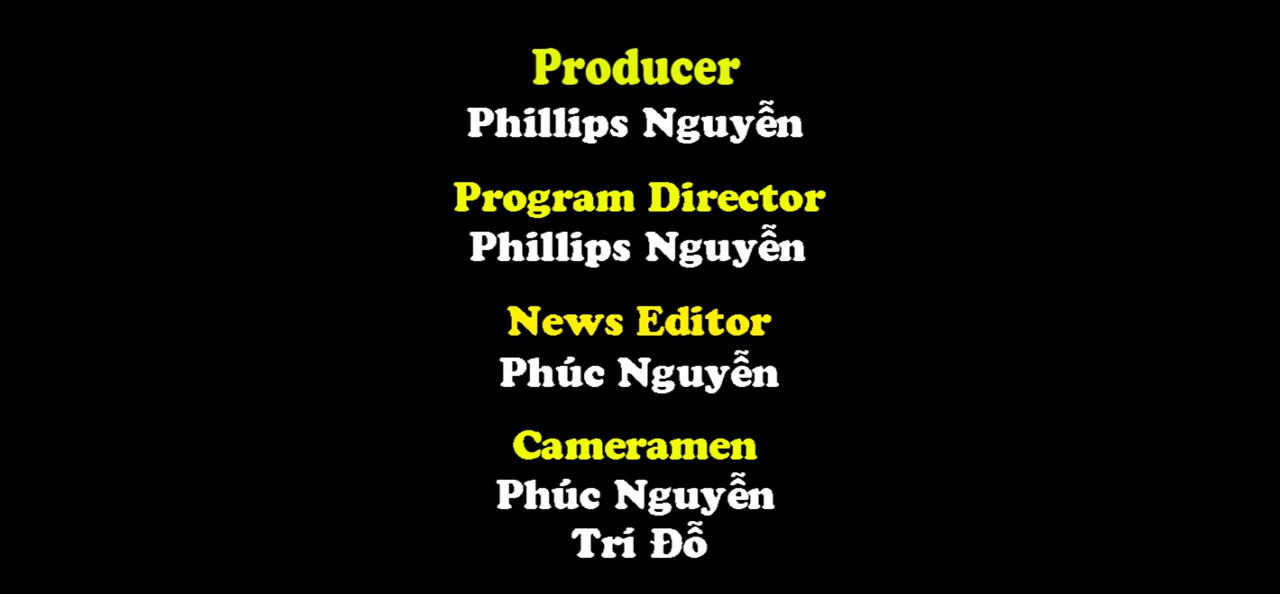 Producer
Phillips Nguyễn
Program Director
Phillips Nguyễn
News Editor
Phúc Nguyễn
Cameramen
Phúc Nguyễn
Trí Đỗ